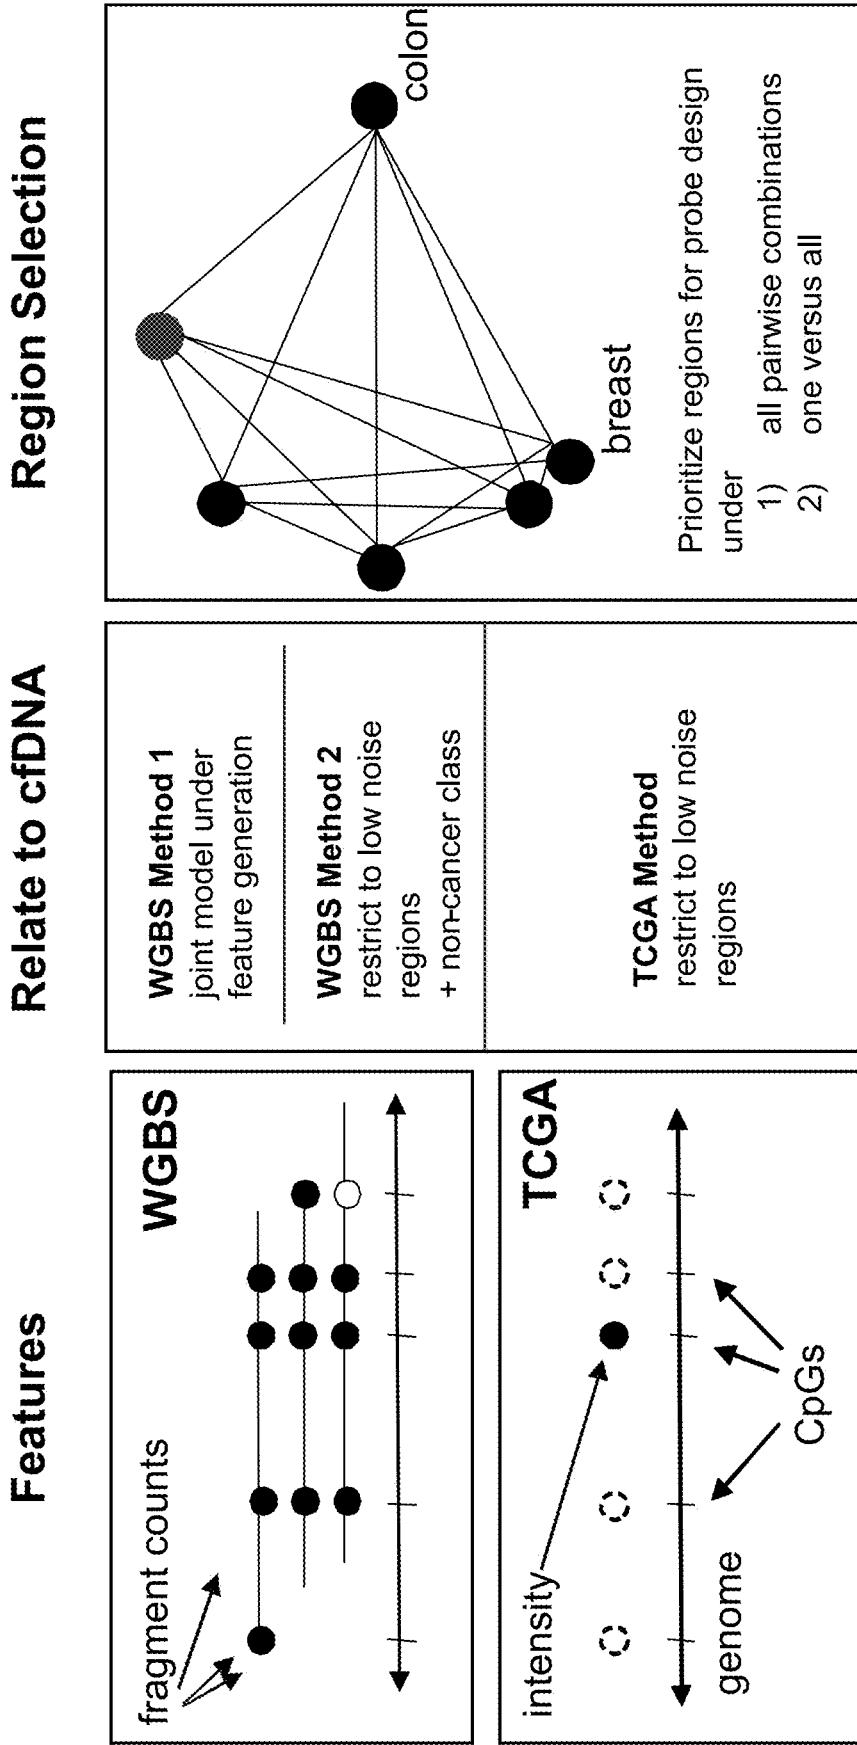 Features
WGBS
fragment counts
TCGA
intensity
genome
CpGs
Relate to cfDNA
WGBS Method 1
joint model under
feature generation
WGBS Method 2
restrict to low noise
regions
+ non-cancer class
TCGA Method
restrict to low noise
regions
Region Selection
colon
breast
Prioritize regions for probe design
under
1) all pairwise combinations
2) one versus all